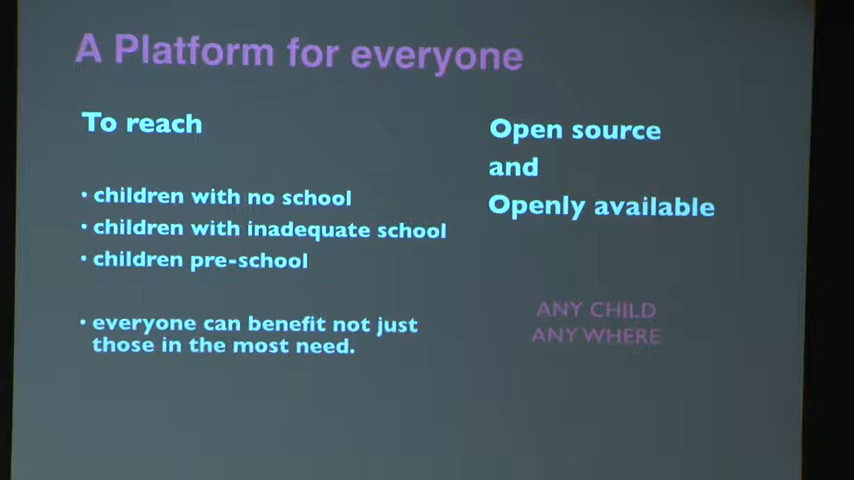 A Platform for everyone
To reach
• children with no school
• children with inadequate school
• children pre-school
• everyone can benefit not just
those in the most need.
Open source
and
Openly available
ANY CHILD
ANY WHERE